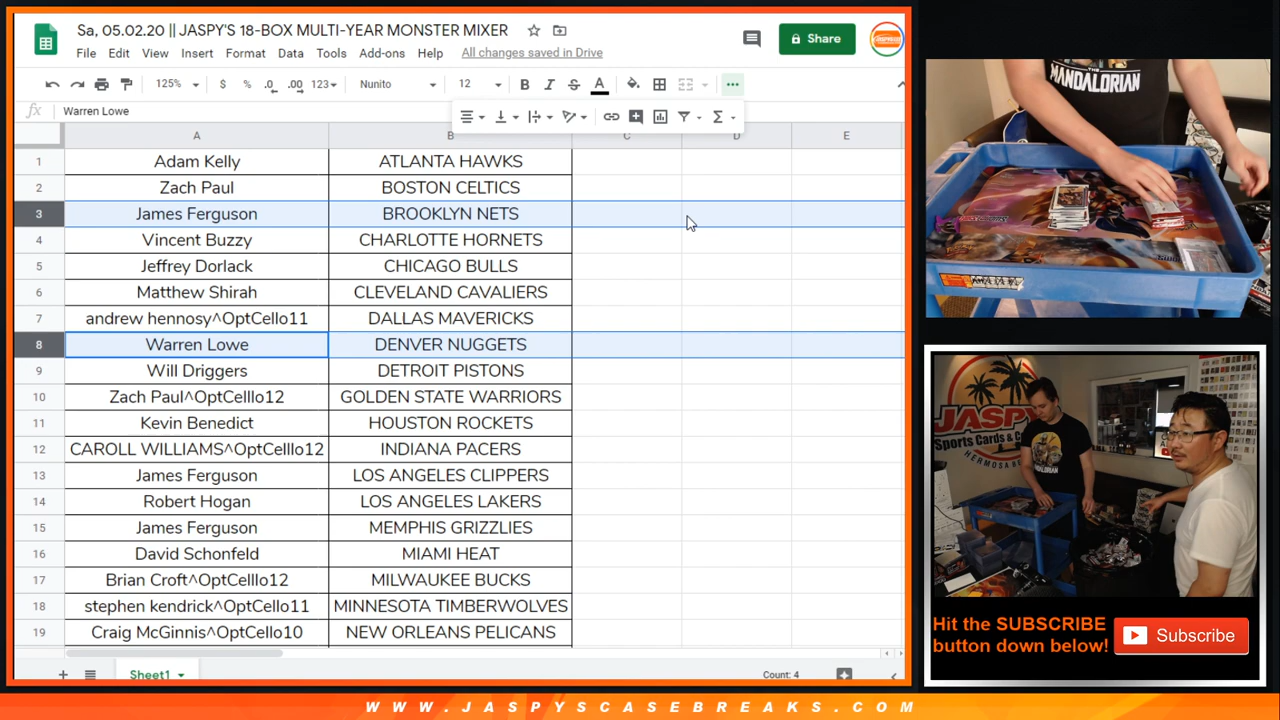 Sa, 05.02.20 || JASPY'S 18-BOX MULTI-YEAR MONSTER MIXER
File Edit View Insert Format Data Tools Add-ons Help All changes saved in Drive
Share
125% $ % .0 .00 123 Nunito 12 B I S A
fx Warren Lowe
A B C D E
1 Adam Kelly ATLANTA HAWKS
2 Zach Paul BOSTON CELTICS
3 James Ferguson BROOKLYN NETS
4 Vincent Buzzy CHARLOTTE HORNETS
5 Jeffrey Dorlack CHICAGO BULLS
6 Matthew Shirah CLEVELAND CAVALIERS
7 andrew hennosy^OptCello11 DALLAS MAVERICKS
8 Warren Lowe DENVER NUGGETS
9 Will Driggers DETROIT PISTONS
10 Zach Paul^OptCelllo12 GOLDEN STATE WARRIORS
11 Kevin Benedict HOUSTON ROCKETS
12 CAROLL WILLIAMS^OptCelllo12 INDIANA PACERS
13 James Ferguson LOS ANGELES CLIPPERS
14 Robert Hogan LOS ANGELES LAKERS
15 James Ferguson MEMPHIS GRIZZLIES
16 David Schonfeld MIAMI HEAT
17 Brian Croft^OptCelllo12 MILWAUKEE BUCKS
18 stephen kendrick^OptCello11 MINNESOTA TIMBERWOLVES
19 Craig McGinnis^OptCello10 NEW ORLEANS PELICANS
Sheet1
Count: 4
THE
MANDALORIAN
JASPY
Sports Cards & C
HERMOSA
MANDALORIAN
Hit the SUBSCRIBE
button down below!
Subscribe
WWW.JASPYSCASEBREAKS.COM